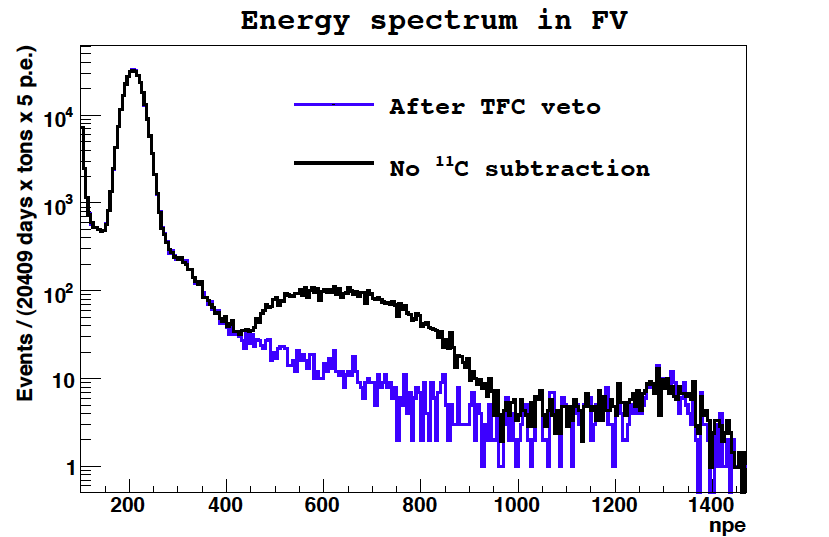 Energy spectrum in FV
Events / (20409 days x tons x 5 p.e.)
10⁴
10³
10²
10
1
After TFC veto
No ¹¹C subtraction
200 400 600 800 1000 1200 1400
npe